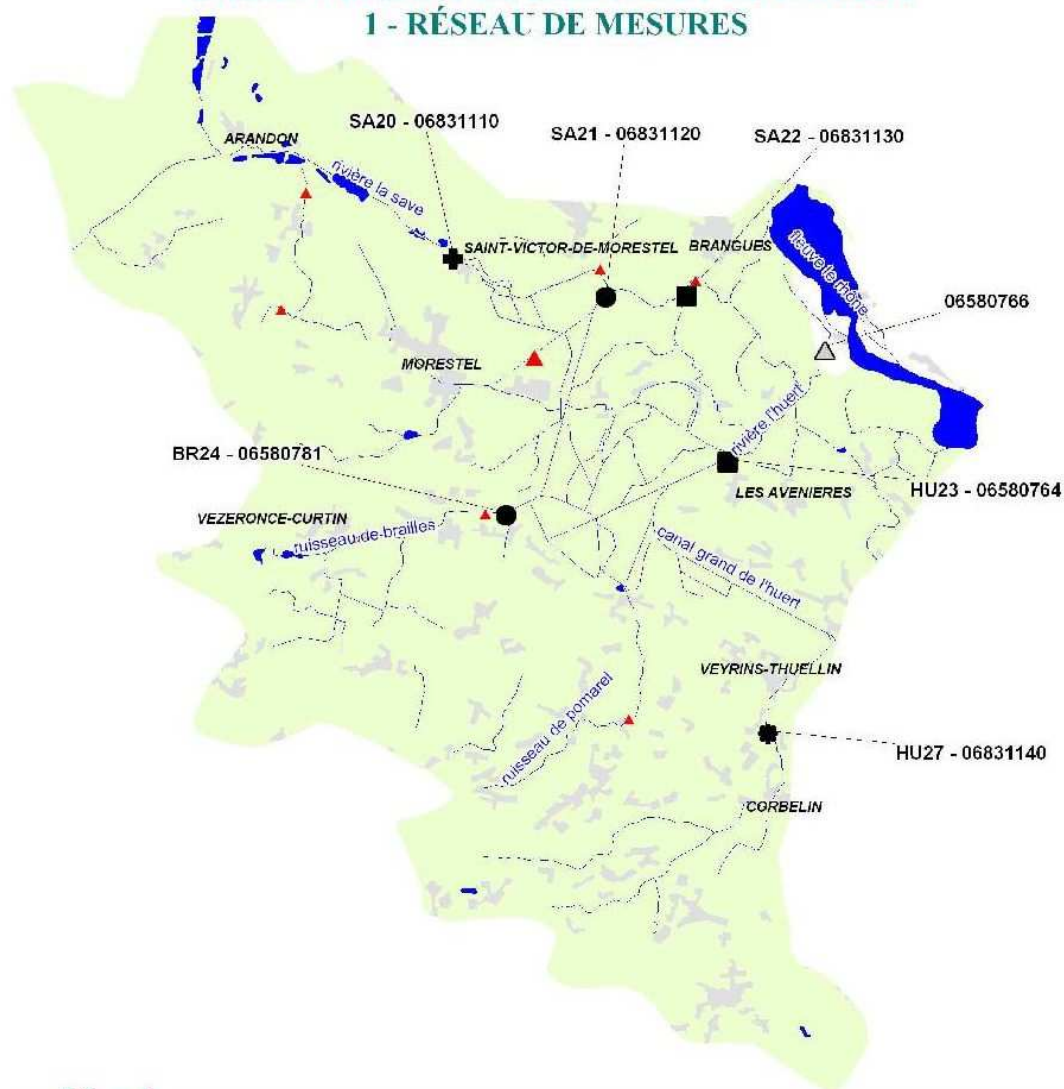 1 - RÉSEAU DE MESURES
SA20 - 06831110
SA21 - 06831120
SA22 - 06831130
ARANDON
rivière la save
SAINT-VICTOR-DE-MORESTEL
BRANGUES
fleuve le rhône
06580766
MORESTEL
rivière l'huert
BR24 - 06580781
LES AVENIERES
HU23 - 06580764
VEZERONCE-CURTIN
ruisseau-de-brailles
canal grand de l'huert
VEYRINS-THUELLIN
ruisseau de pomarel
HU27 - 06831140
CORBELIN